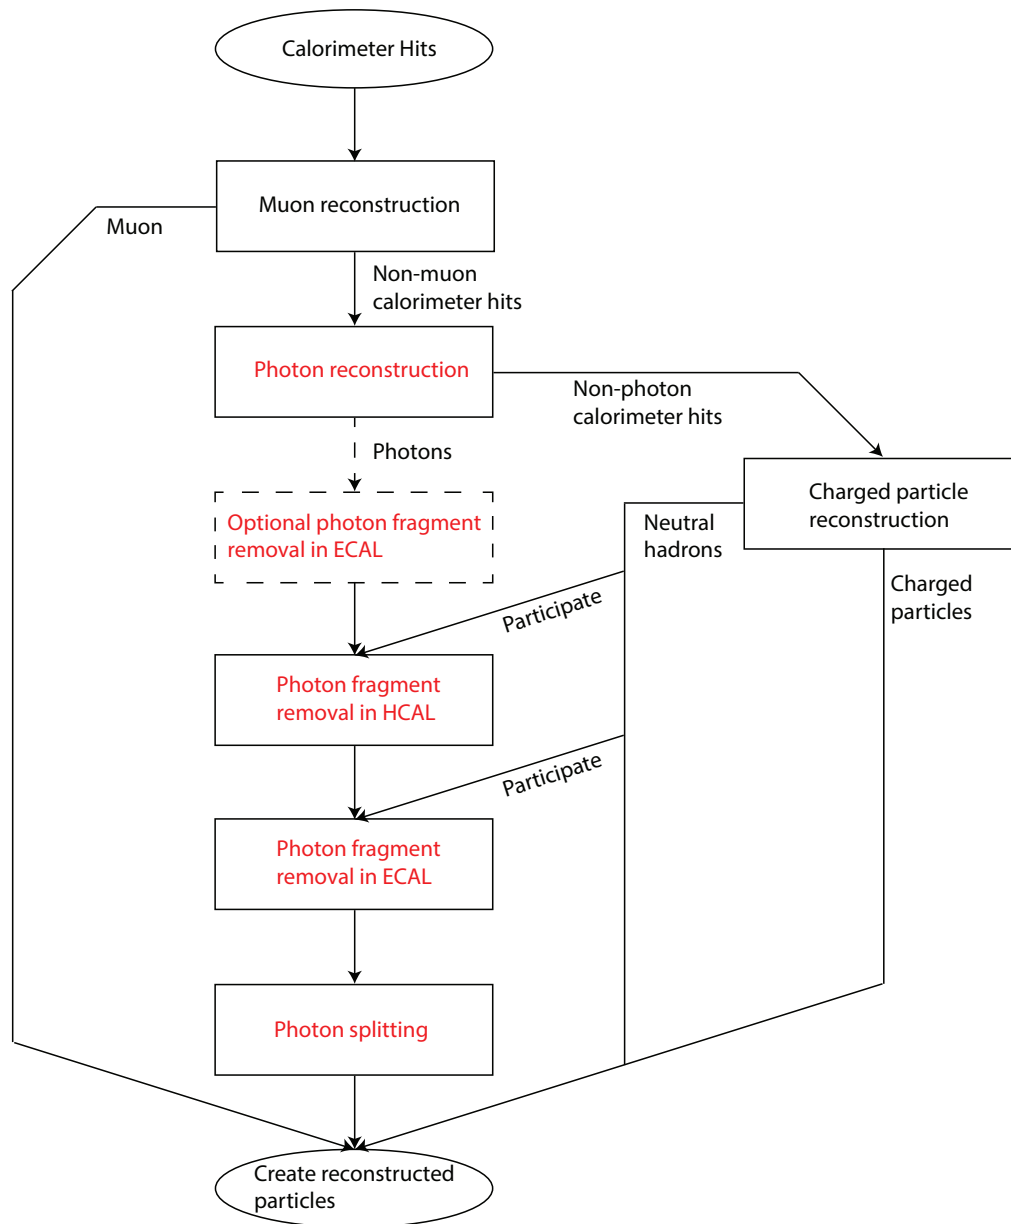 Calorimeter Hits
Muon reconstruction
Muon
Non-muon
calorimeter hits
Photon reconstruction
Non-photon
calorimeter hits
Photons
Charged particle
reconstruction
Optional photon fragment
removal in ECAL
Neutral
hadrons
Charged
particles
Participate
Photon fragment
removal in HCAL
Participate
Photon fragment
removal in ECAL
Photon splitting
Create reconstructed
particles